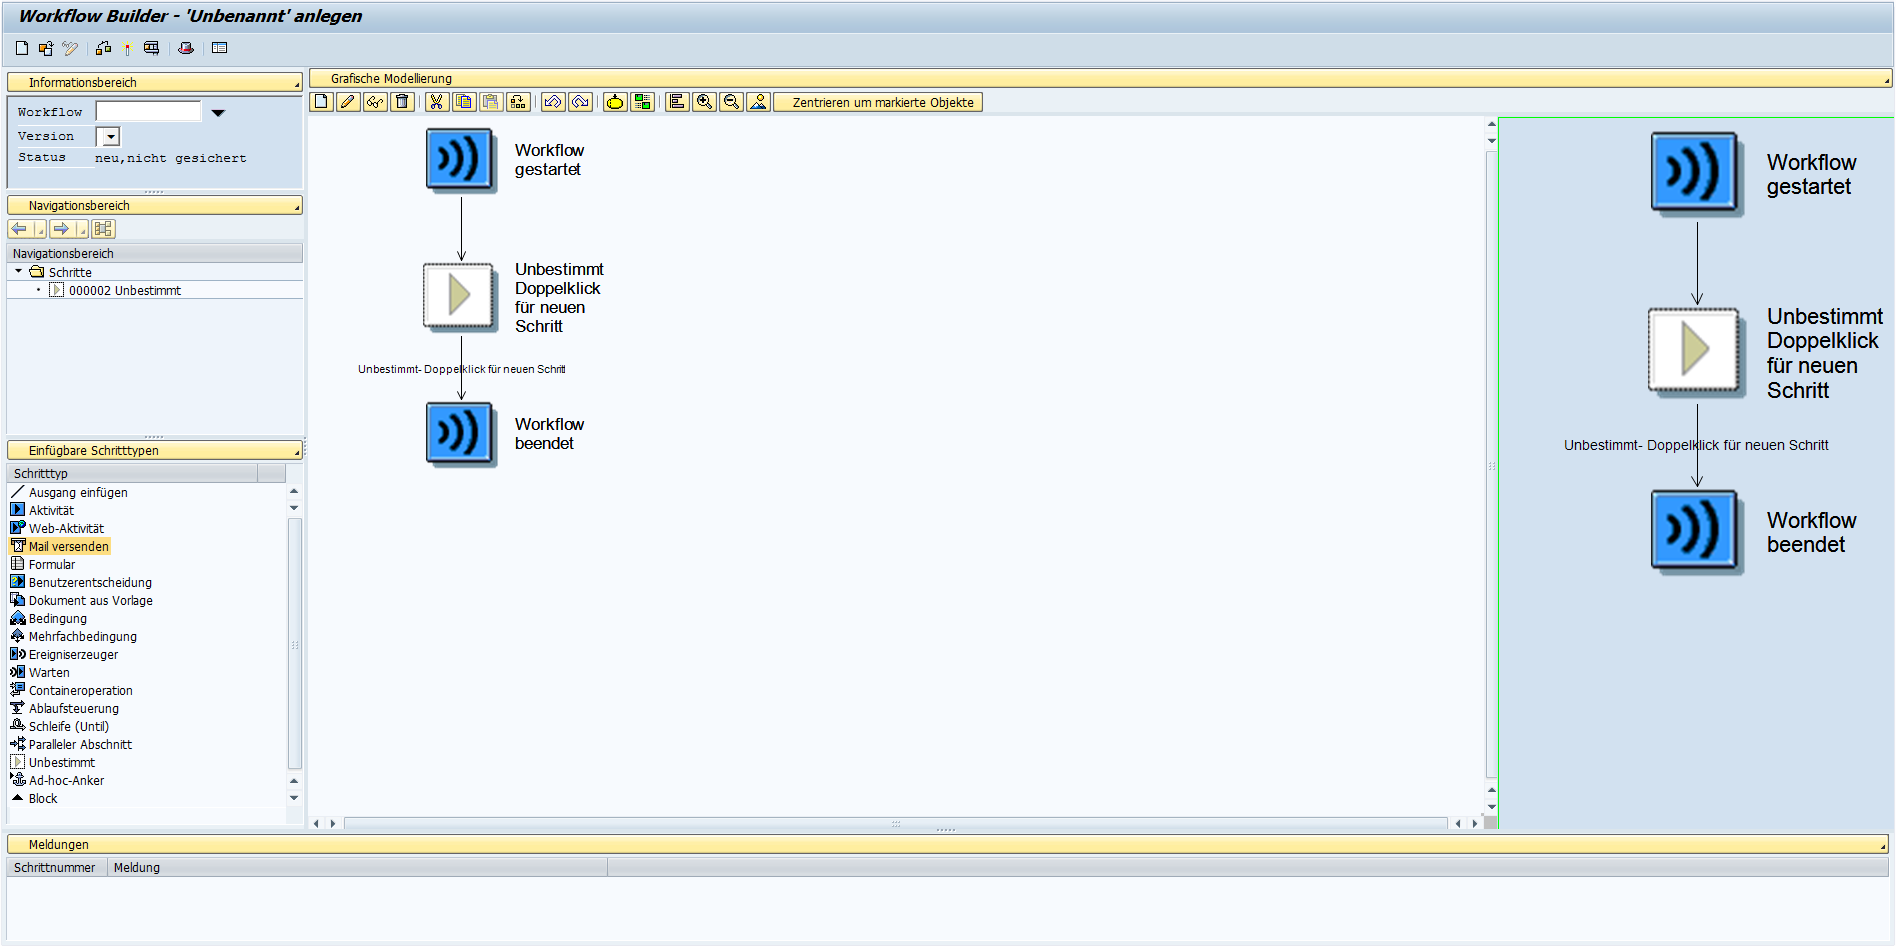 Workflow Builder - 'Unbenannt' anlegen
Informationsbereich
Workflow
Version
Status neu,nicht gesichert
Navigationsbereich
Navigationsbereich
Schritte
000002 Unbestimmt
Einfügbare Schritttypen
Schritttyp
Ausgang einfügen
Aktivität
Web-Aktivität
Mail versenden
Formular
Benutzerentscheidung
Dokument aus Vorlage
Bedingung
Mehrfachbedingung
Ereigniserzeuger
Warten
Containeroperation
Ablaufsteuerung
Schleife (Until)
Paralleler Abschnitt
Unbestimmt
Ad-hoc-Anker
Block
Grafische Modellierung
Zentrieren um markierte Objekte
Workflow
gestartet
Unbestimmt
Doppelklick
für neuen
Schritt
Unbestimmt- Doppelklick für neuen Schritt
Workflow
beendet
Workflow
gestartet
Unbestimmt
Doppelklick
für neuen
Schritt
Unbestimmt- Doppelklick für neuen Schritt
Workflow
beendet
Meldungen
Schrittnummer Meldung